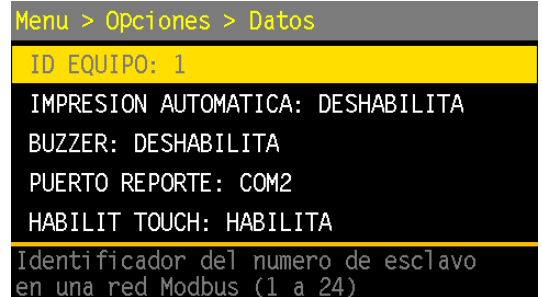 Menu > Opciones > Datos
ID EQUIPO: 1
IMPRESION AUTOMATICA: DESHABILITA
BUZZER: DESHABILITA
PUERTO REPORTE: COM2
HABILIT TOUCH: HABILITA
Identificador del numero de esclavo
en una red Modbus (1 a 24)